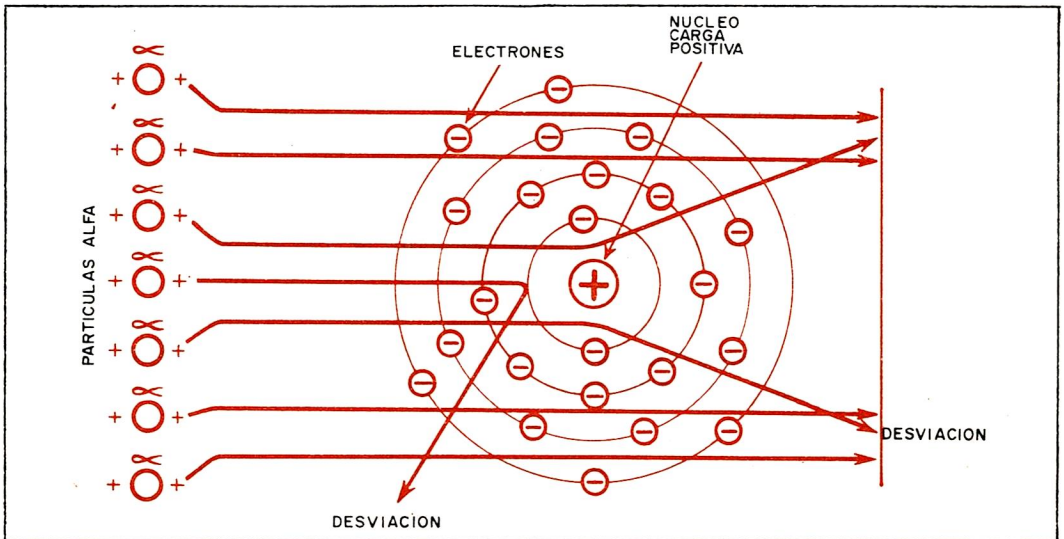 NUCLEO
CARGA
POSITIVA
ELECTRONES
PARTICULAS ALFA
∝
+ +
∝
+ +
∝
+ +
∝
+ +
∝
+ +
∝
+ +
∝
+ +
+
DESVIACION
DESVIACION